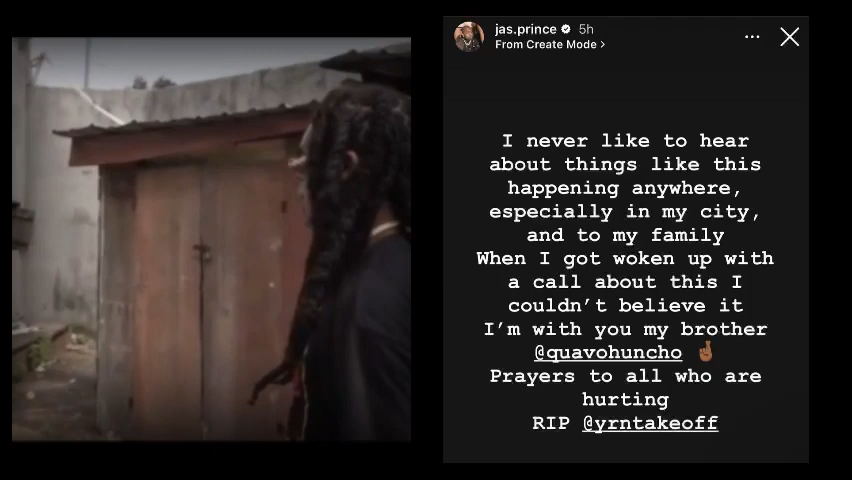 jas.prince 5h
From Create Mode >
I never like to hear
about things like this
happening anywhere,
especially in my city,
and to my family
When I got woken up with
a call about this I
couldn't believe it
I'm with you my brother
@quavohuncho 🤞🏾
Prayers to all who are
hurting
RIP @yrntakeoff